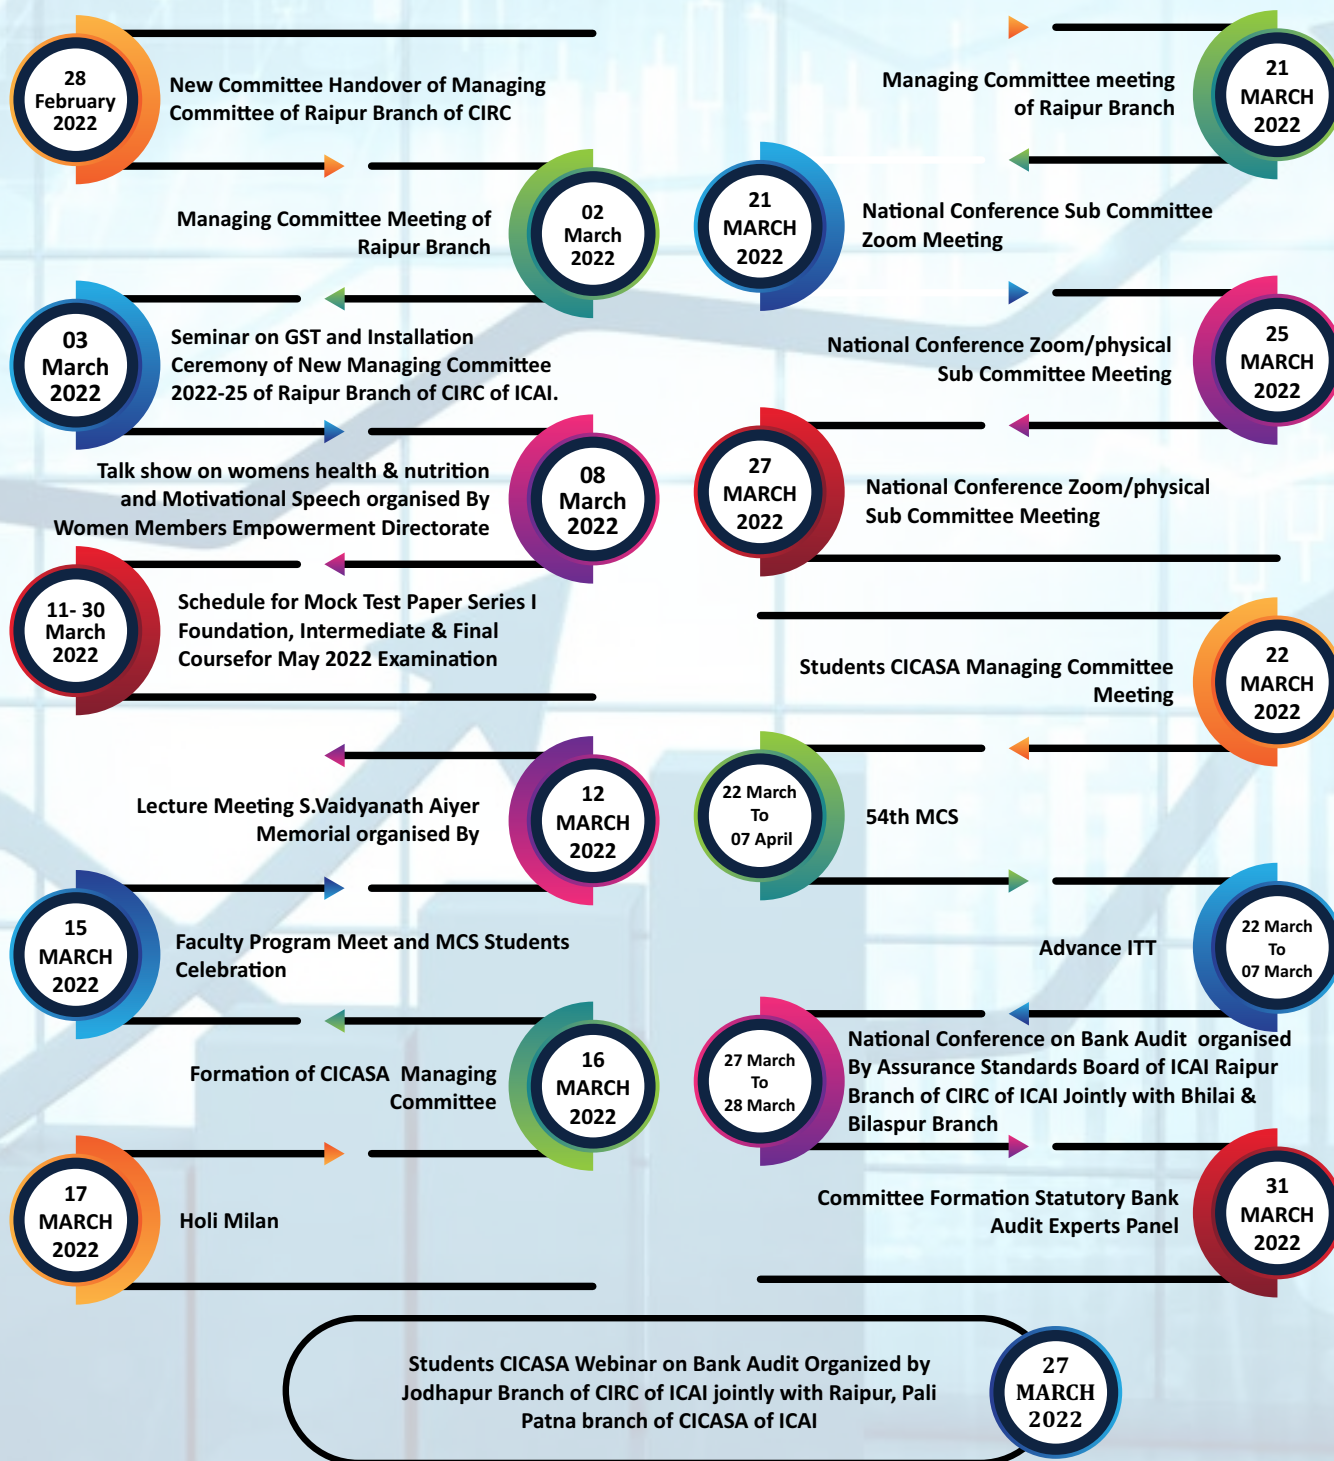 28
February
2022
New Committee Handover of Managing
Committee of Raipur Branch of CIRC
02
March
2022
Managing Committee Meeting of
Raipur Branch
03
March
2022
Seminar on GST and Installation
Ceremony of New Managing Committee
2022-25 of Raipur Branch of CIRC of ICAI.
08
March
2022
Talk show on womens health & nutrition
and Motivational Speech organised By
Women Members Empowerment Directorate
11- 30
March
2022
Schedule for Mock Test Paper Series I
Foundation, Intermediate & Final
Coursefor May 2022 Examination
12
MARCH
2022
Lecture Meeting S.Vaidyanath Aiyer
Memorial organised By
15
MARCH
2022
Faculty Program Meet and MCS Students
Celebration
16
MARCH
2022
Formation of CICASA Managing
Committee
17
MARCH
2022
Holi Milan
21
MARCH
2022
Managing Committee meeting
of Raipur Branch
21
MARCH
2022
National Conference Sub Committee
Zoom Meeting
25
MARCH
2022
National Conference Zoom/physical
Sub Committee Meeting
27
MARCH
2022
National Conference Zoom/physical
Sub Committee Meeting
22
MARCH
2022
Students CICASA Managing Committee
Meeting
22 March
To
07 April
54th MCS
22 March
To
07 March
Advance ITT
27 March
To
28 March
National Conference on Bank Audit organised
By Assurance Standards Board of ICAI Raipur
Branch of CIRC of ICAI Jointly with Bhilai &
Bilaspur Branch
31
MARCH
2022
Committee Formation Statutory Bank
Audit Experts Panel
Students CICASA Webinar on Bank Audit Organized by
Jodhapur Branch of CIRC of ICAI jointly with Raipur, Pali
Patna branch of CICASA of ICAI
27
MARCH
2022